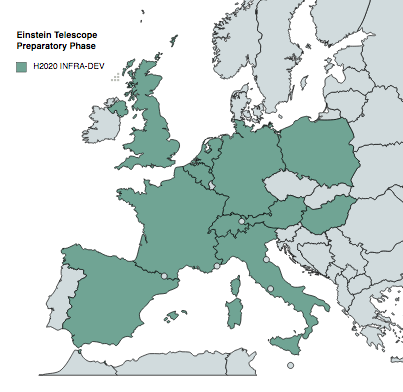 Einstein Telescope
Preparatory Phase
H2020 INFRA-DEV